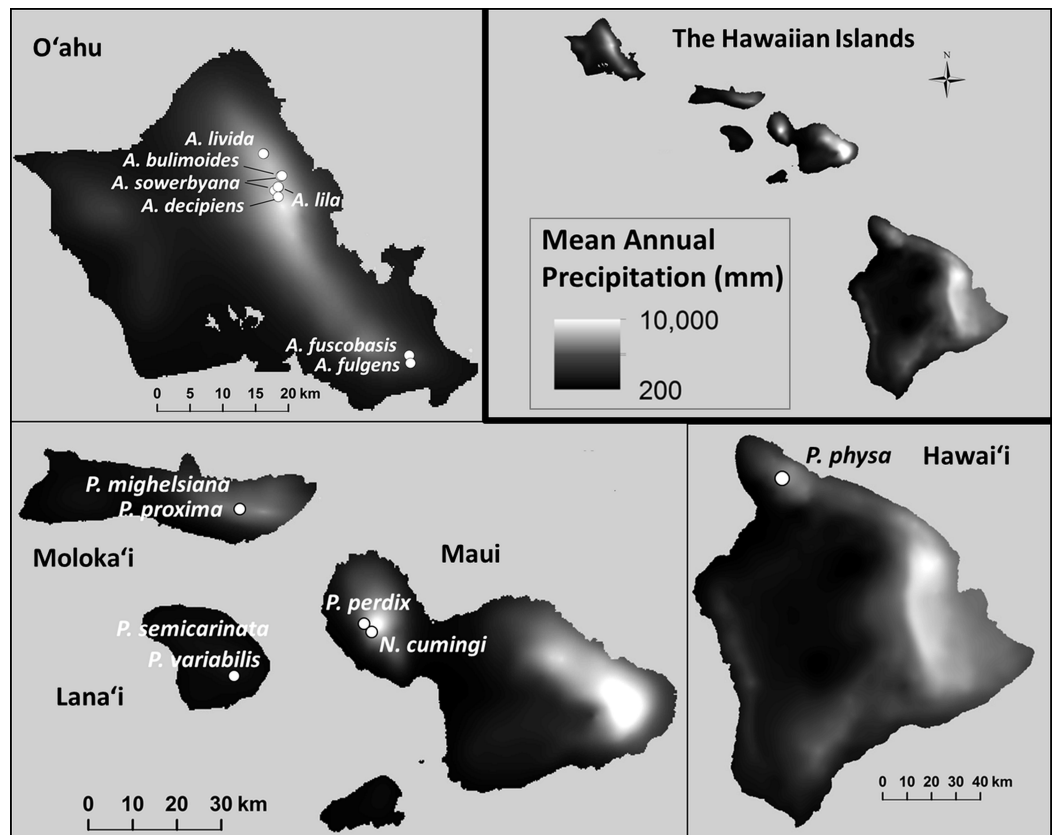 O‘ahu
A. livida
A. bulimoides
A. sowerbyana
A. lila
A. decipiens
A. fuscobasis
A. fulgens
0 5 10 15 20 km
The Hawaiian Islands
N
Mean Annual
Precipitation (mm)
10,000
200
P. mighelsiana
P. proxima
Moloka‘i
Maui
P. perdix
N. cumingi
P. semicarinata
P. variabilis
Lana‘i
0 10 20 30 km
P. physa
Hawai‘i
0 10 20 30 40 km